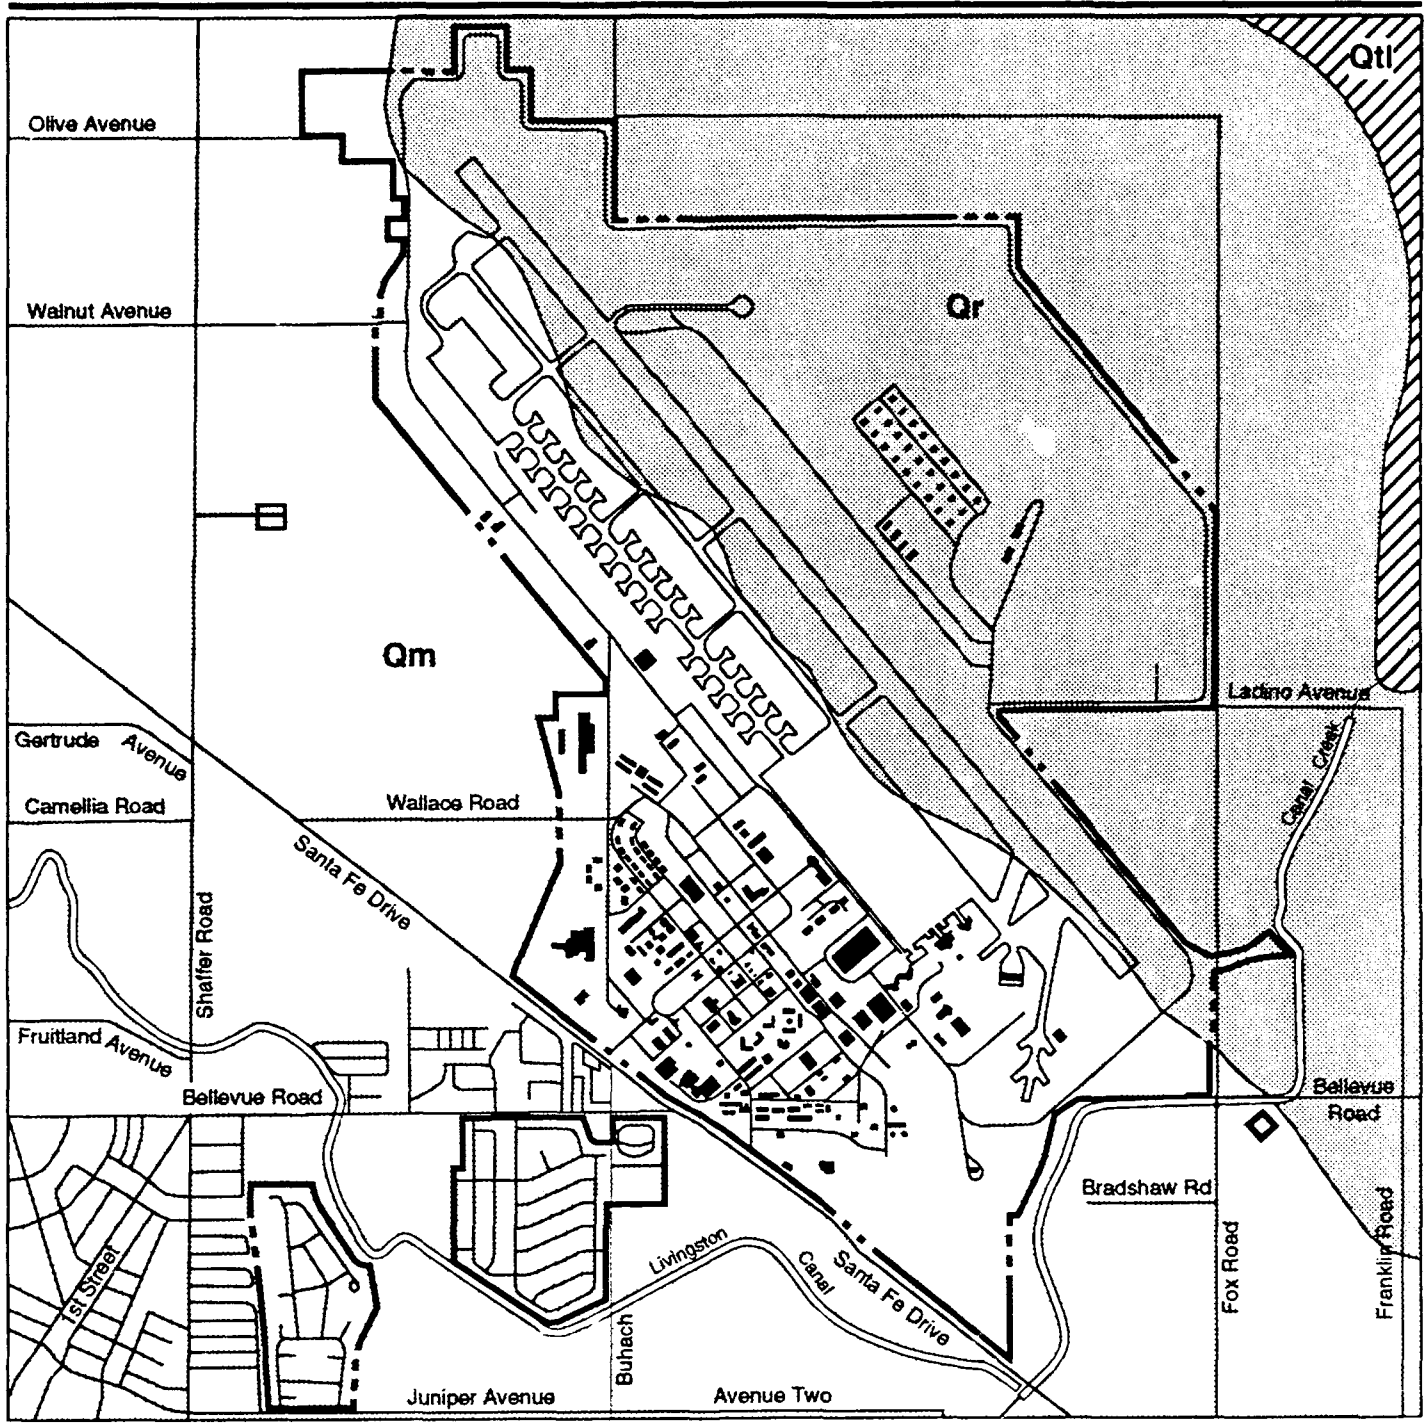 Qtl
Olive Avenue
Walnut Avenue
Qr
Qm
Ladino Avenue
Gertrude Avenue
Canal Creek
Camellia Road
Wallace Road
Santa Fe Drive
Shaffer Road
Fruitland Avenue
Bellevue Road
Bellevue
Road
Bradshaw Rd
1st Street
Livingston
Canal
Santa Fe Drive
Fox Road
Franklin Road
Buhach
Juniper Avenue
Avenue Two